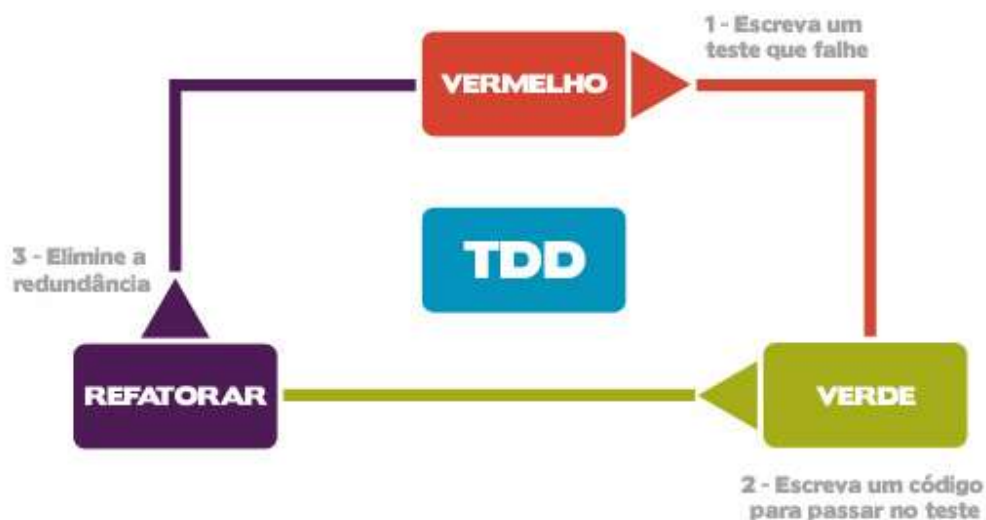 1 - Escreva um
teste que falhe
VERMELHO
TDD
3 - Elimine a
redundância
REFATORAR
VERDE
2 - Escreva um código
para passar no teste